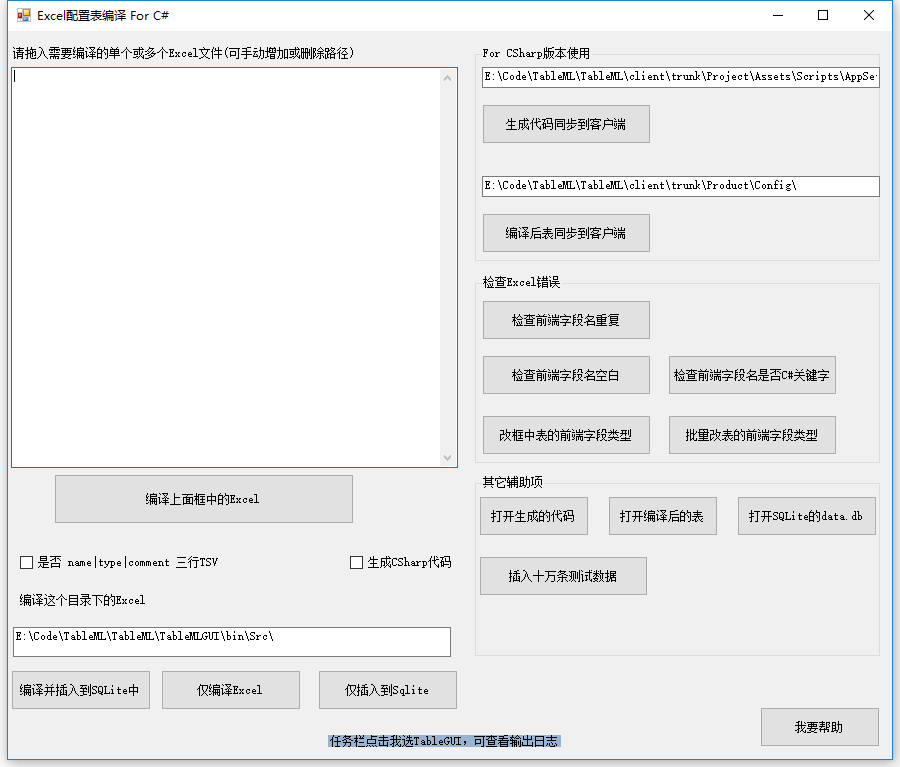 Excel配置表编译 For C#
请拖入需要编译的单个或多个Excel文件(可手动增加或删除路径)
编译上面框中的Excel
是否 name|type|comment 三行TSV
生成CSharp代码
编译这个目录下的Excel
E:\Code\TableML\TableML\TableMLGUI\bin\Src\
编译并插入到SQLite中
仅编译Excel
仅插入到Sqlite
任务栏点击我选TableGUI，可查看输出日志
For CSharp版本使用
E:\Code\TableML\TableML\client\trunk\Project\Assets\Scripts\AppSe
生成代码同步到客户端
E:\Code\TableML\TableML\client\trunk\Product\Config\
编译后表同步到客户端
检查Excel错误
检查前端字段名重复
检查前端字段名空白
检查前端字段名是否C#关键字
改框中表的前端字段类型
批量改表的前端字段类型
其它辅助项
打开生成的代码
打开编译后的表
打开SQLite的data.db
插入十万条测试数据
我要帮助